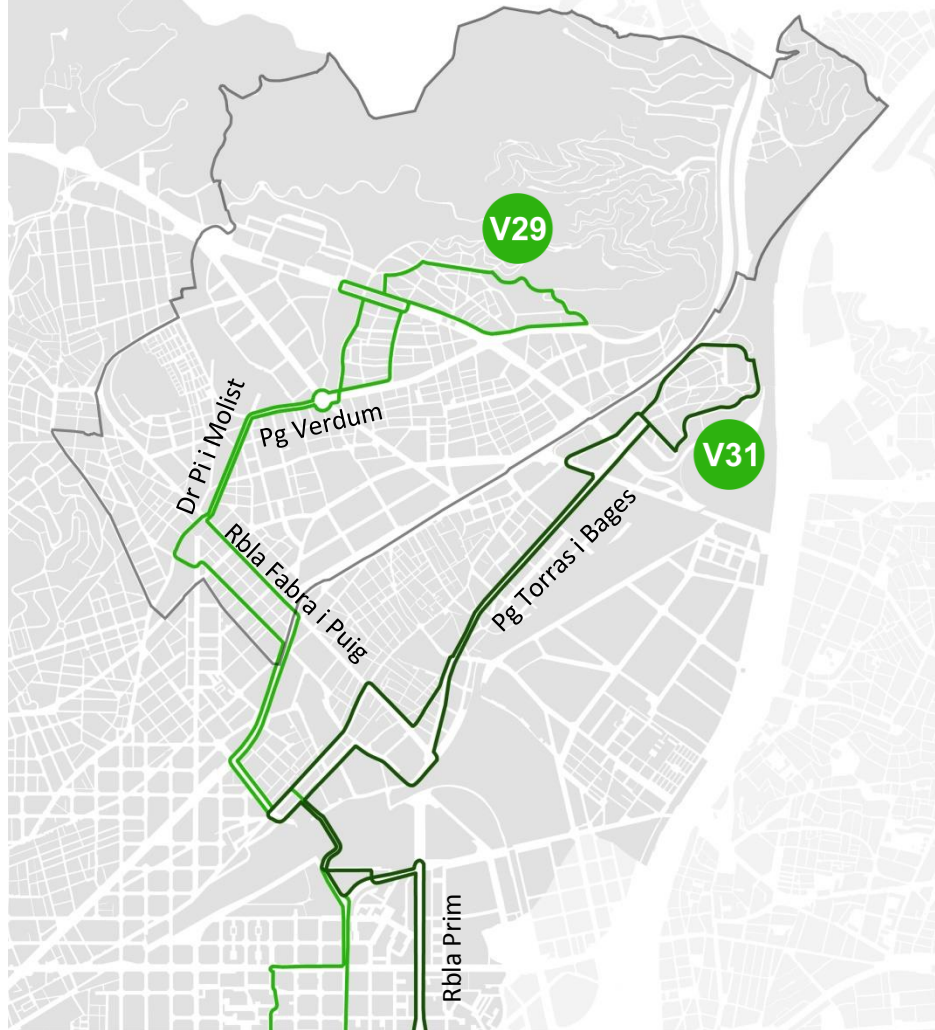 V29
Dr Pi i Molist
Pg Verdum
V31
Rbla Fabra i Puig
Pg Torras i Bages
Rbla Prim